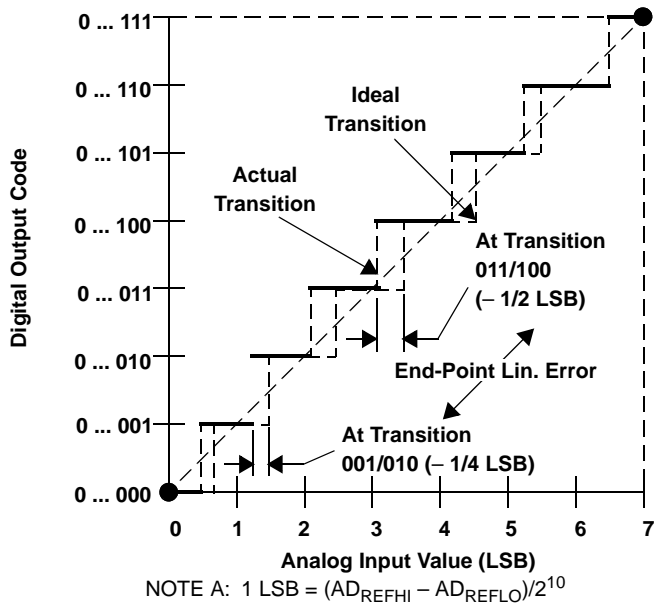 0 ... 111
0 ... 110
Ideal
Transition
0 ... 101
Actual
Transition
0 ... 100
At Transition
011/100
(– 1/2 LSB)
0 ... 011
Digital Output Code
0 ... 010
End-Point Lin. Error
0 ... 001
At Transition
001/010 (– 1/4 LSB)
0 ... 000
0 1 2 3 4 5 6 7
Analog Input Value (LSB)
NOTE A: 1 LSB = (AD_REFHI – AD_REFLO)/2^10